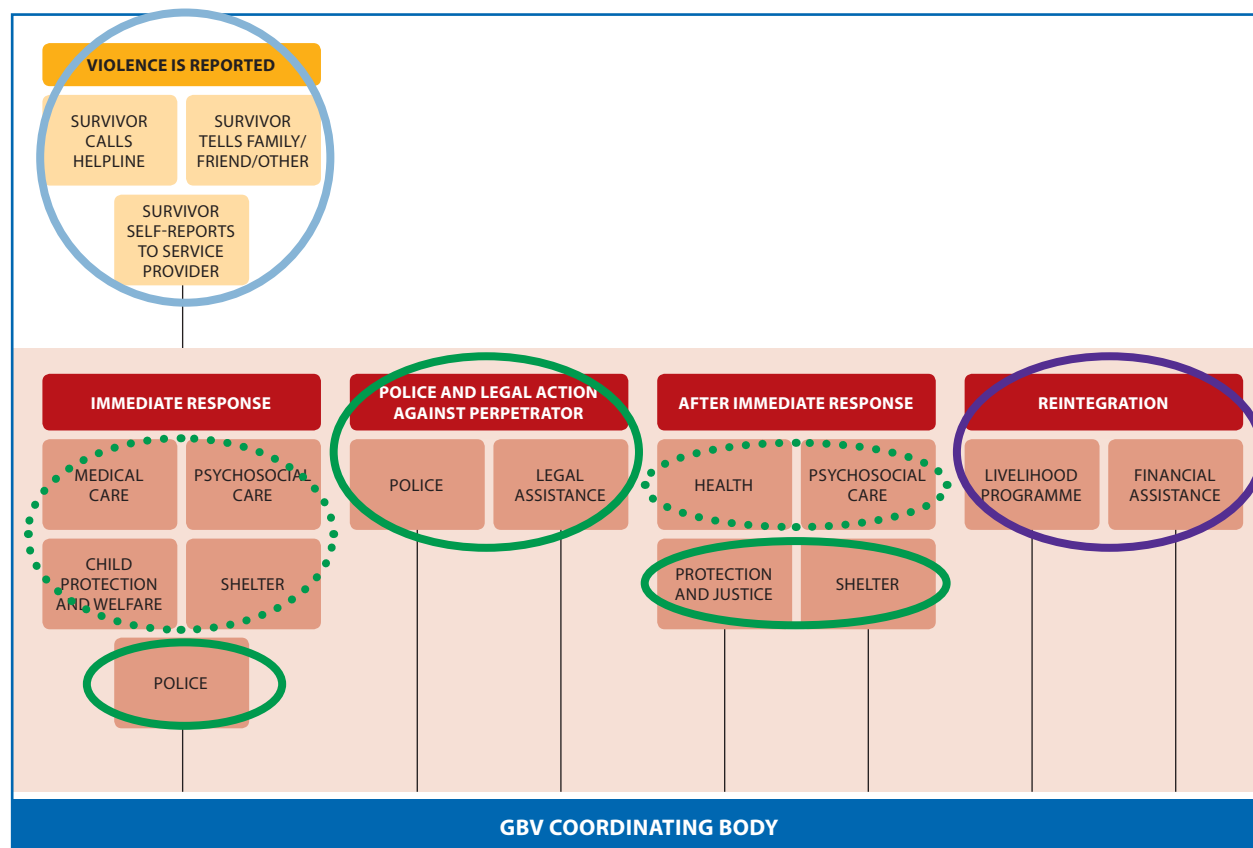 VIOLENCE IS REPORTED
SURVIVOR
CALLS
HELPLINE
SURVIVOR
TELLS FAMILY/
FRIEND/OTHER
SURVIVOR
SELF-REPORTS
TO SERVICE
PROVIDER
IMMEDIATE RESPONSE
MEDICAL
CARE
PSYCHOSOCIAL
CARE
CHILD
PROTECTION
AND WELFARE
SHELTER
POLICE
POLICE AND LEGAL ACTION
AGAINST PERPETRATOR
POLICE
LEGAL
ASSISTANCE
AFTER IMMEDIATE RESPONSE
HEALTH
PSYCHOSOCIAL
CARE
PROTECTION
AND JUSTICE
SHELTER
REINTEGRATION
LIVELIHOOD
PROGRAMME
FINANCIAL
ASSISTANCE
GBV COORDINATING BODY